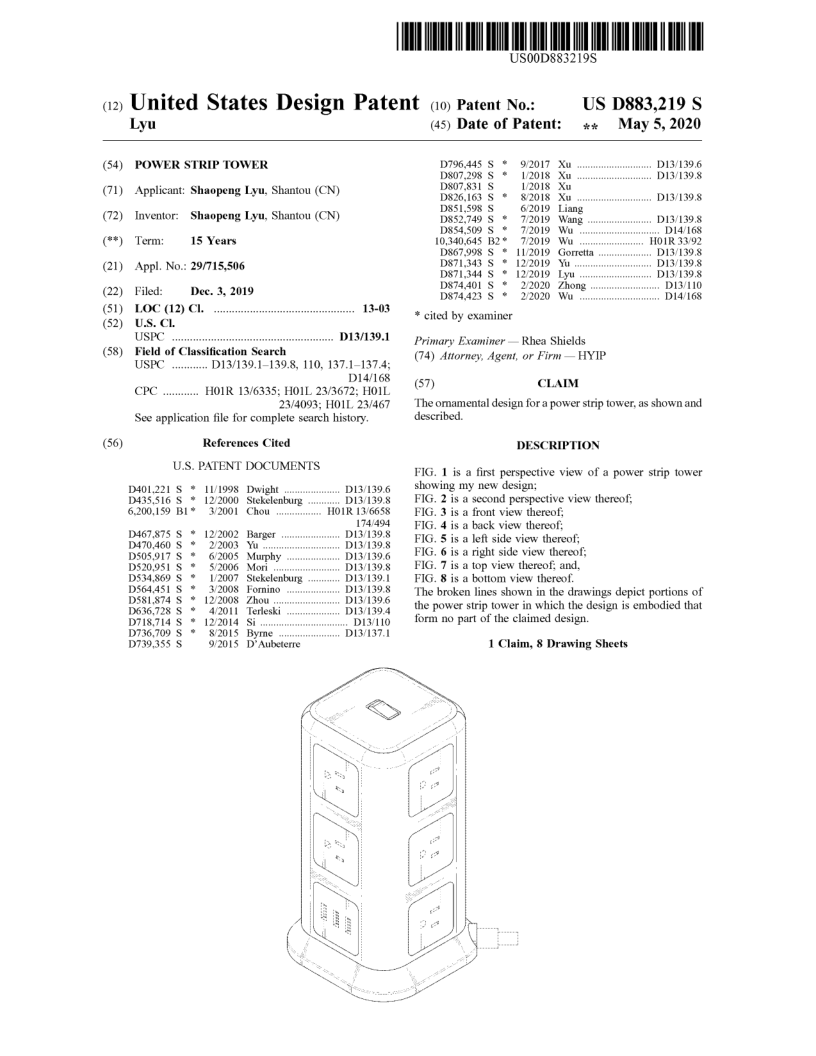 US00D883219S
(12) United States Design Patent (10) Patent No.: US D883,219 S
Lyu (45) Date of Patent: ** May 5, 2020
(54) POWER STRIP TOWER
(71) Applicant: Shaopeng Lyu, Shantou (CN)
(72) Inventor: Shaopeng Lyu, Shantou (CN)
(**) Term: 15 Years
(21) Appl. No.: 29/715,506
(22) Filed: Dec. 3, 2019
(51) LOC (12) Cl. ................................................ 13-03
(52) U.S. Cl.
USPC ...................................................... D13/139.1
(58) Field of Classification Search
USPC ............ D13/139.1–139.8, 110, 137.1–137.4;
D14/168
CPC ............ H01R 13/6335; H01L 23/3672; H01L
23/4093; H01L 23/467
See application file for complete search history.
(56) References Cited
U.S. PATENT DOCUMENTS
D401,221 S * 11/1998 Dwight ..................... D13/139.6
D435,516 S * 12/2000 Stekelenburg ............ D13/139.8
6,200,159 B1 * 3/2001 Chou ................. H01R 13/6658
174/494
D467,875 S * 12/2002 Barger ...................... D13/139.8
D470,460 S * 2/2003 Yu ............................. D13/139.8
D505,917 S * 6/2005 Murphy .................... D13/139.6
D520,951 S * 5/2006 Mori ......................... D13/139.8
D534,869 S * 1/2007 Stekelenburg ............ D13/139.1
D564,451 S * 3/2008 Fornino .................... D13/139.8
D581,874 S * 12/2008 Zhou ......................... D13/139.6
D636,728 S * 4/2011 Terleski .................... D13/139.4
D718,714 S * 12/2014 Si ................................. D13/110
D736,709 S * 8/2015 Byrne ....................... D13/137.1
D739,355 S 9/2015 D'Aubeterre
D796,445 S * 9/2017 Xu ............................ D13/139.6
D807,298 S * 1/2018 Xu ............................ D13/139.8
D807,831 S 1/2018 Xu
D826,163 S * 8/2018 Xu ............................ D13/139.8
D851,598 S 6/2019 Liang
D852,749 S * 7/2019 Wang ........................ D13/139.8
D854,509 S * 7/2019 Wu .............................. D14/168
10,340,645 B2 * 7/2019 Wu ........................ H01R 33/92
D867,998 S * 11/2019 Gorretta .................... D13/139.8
D871,343 S * 12/2019 Yu ............................. D13/139.8
D871,344 S * 12/2019 Lyu ........................... D13/139.8
D874,401 S * 2/2020 Zhong .......................... D13/110
D874,423 S * 2/2020 Wu .............................. D14/168
* cited by examiner
Primary Examiner — Rhea Shields
(74) Attorney, Agent, or Firm — HYIP
(57) CLAIM
The ornamental design for a power strip tower, as shown and
described.
DESCRIPTION
FIG. 1 is a first perspective view of a power strip tower
showing my new design;
FIG. 2 is a second perspective view thereof;
FIG. 3 is a front view thereof;
FIG. 4 is a back view thereof;
FIG. 5 is a left side view thereof;
FIG. 6 is a right side view thereof;
FIG. 7 is a top view thereof; and,
FIG. 8 is a bottom view thereof.
The broken lines shown in the drawings depict portions of
the power strip tower in which the design is embodied that
form no part of the claimed design.
1 Claim, 8 Drawing Sheets